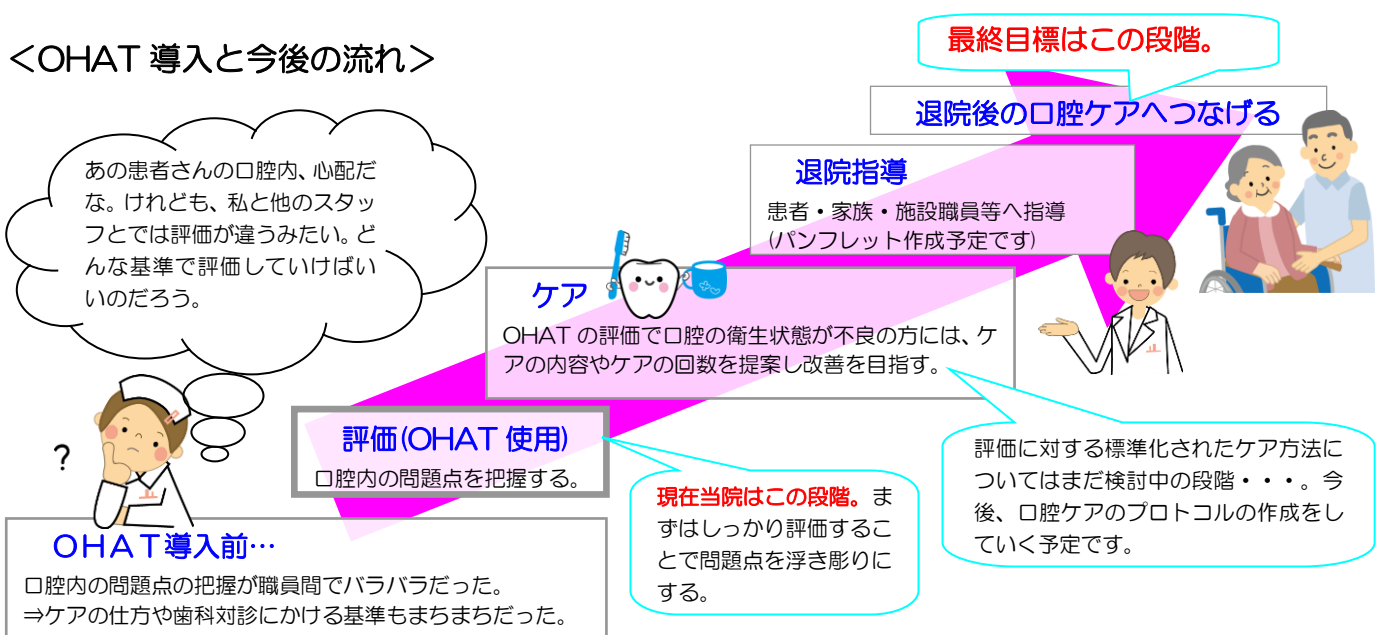 <OHAT 導入と今後の流れ>
最終目標はこの段階。
退院後の口腔ケアへつなげる
あの患者さんの口腔内、心配だ
な。けれども、私と他のスタッ
フとでは評価が違うみたい。ど
んな基準で評価していけばい
いのだろう。
退院指導
患者・家族・施設職員等へ指導
(パンフレット作成予定です)
ケア
OHAT の評価で口腔の衛生状態が不良の方には、ケ
アの内容やケアの回数を提案し改善を目指す。
評価(OHAT 使用)
口腔内の問題点を把握する。
?
現在当院はこの段階。ま
ずはしっかり評価するこ
とで問題点を浮き彫りに
する。
評価に対する標準化されたケア方法に
ついてはまだ検討中の段階・・・。今
後、口腔ケアのプロトコルの作成をし
ていく予定です。
OHAT導入前…
口腔内の問題点の把握が職員間でバラバラだった。
⇒ケアの仕方や歯科対診にかける基準もまちまちだった。